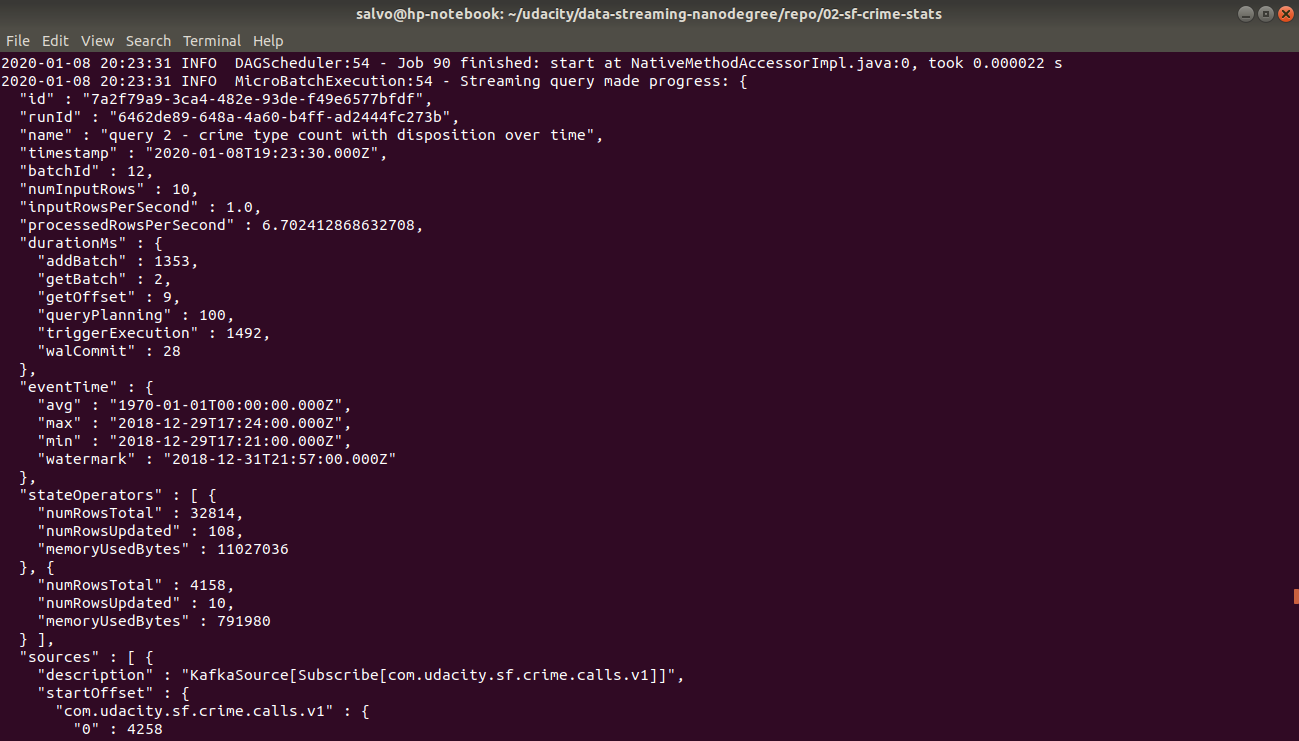 salvo@hp-notebook: ~/udacity/data-streaming-nanodegree/repo/02-sf-crime-stats
File Edit View Search Terminal Help
2020-01-08 20:23:31 INFO  DAGScheduler:54 - Job 90 finished: start at NativeMethodAccessorImpl.java:0, took 0.000022 s
2020-01-08 20:23:31 INFO  MicroBatchExecution:54 - Streaming query made progress: {
  "id" : "7a2f79a9-3ca4-482e-93de-f49e6577bfdf",
  "runId" : "6462de89-648a-4a60-b4ff-ad2444fc273b",
  "name" : "query 2 - crime type count with disposition over time",
  "timestamp" : "2020-01-08T19:23:30.000Z",
  "batchId" : 12,
  "numInputRows" : 10,
  "inputRowsPerSecond" : 1.0,
  "processedRowsPerSecond" : 6.702412868632708,
  "durationMs" : {
    "addBatch" : 1353,
    "getBatch" : 2,
    "getOffset" : 9,
    "queryPlanning" : 100,
    "triggerExecution" : 1492,
    "walCommit" : 28
  },
  "eventTime" : {
    "avg" : "1970-01-01T00:00:00.000Z",
    "max" : "2018-12-29T17:24:00.000Z",
    "min" : "2018-12-29T17:21:00.000Z",
    "watermark" : "2018-12-31T21:57:00.000Z"
  },
  "stateOperators" : [ {
    "numRowsTotal" : 32814,
    "numRowsUpdated" : 108,
    "memoryUsedBytes" : 11027036
  }, {
    "numRowsTotal" : 4158,
    "numRowsUpdated" : 10,
    "memoryUsedBytes" : 791980
  } ],
  "sources" : [ {
    "description" : "KafkaSource[Subscribe[com.udacity.sf.crime.calls.v1]]",
    "startOffset" : {
      "com.udacity.sf.crime.calls.v1" : {
        "0" : 4258